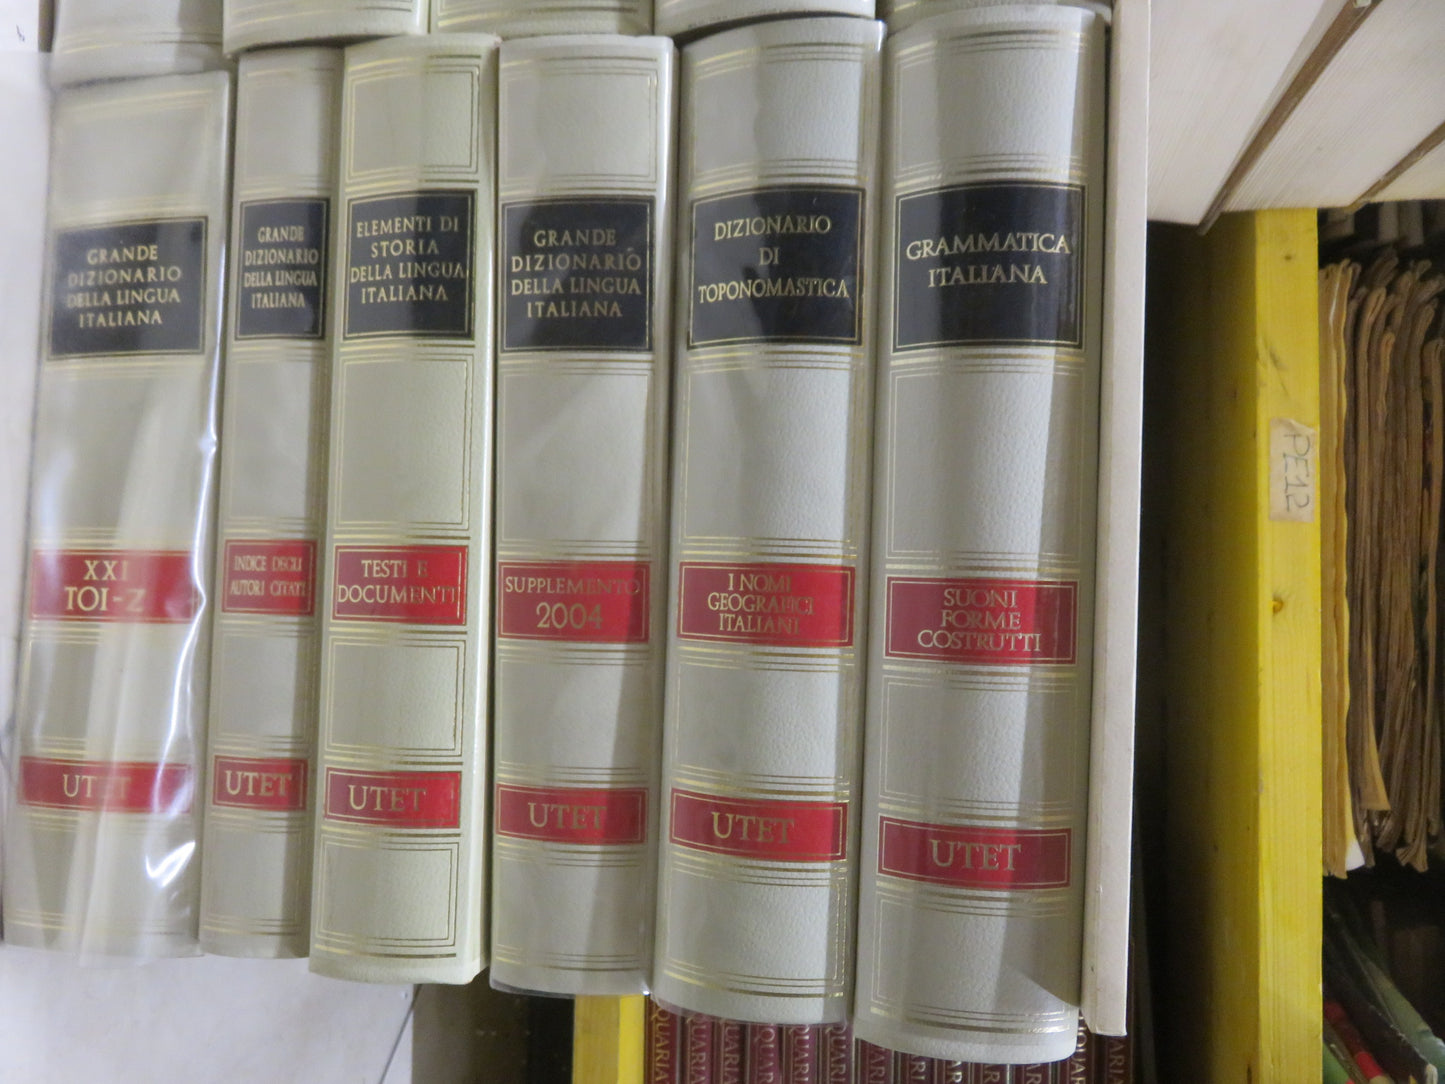 GRANDE
DIZIONARIO
DELLA LINGUA
ITALIANA
XXI
TOI-Z
UTET
GRANDE
DIZIONARIO
DELLA LINGUA
ITALIANA
INDICE DEGLI
AUTORI CITATI
UTET
ELEMENTI DI
STORIA
DELLA LINGUA
ITALIANA
TESTI E
DOCUMENTI
UTET
GRANDE
DIZIONARIO
DELLA LINGUA
ITALIANA
SUPPLEMENTO
2004
UTET
DIZIONARIO
DI
TOPONOMASTICA
I NOMI
GEOGRAFICI
ITALIANI
UTET
GRAMMATICA
ITALIANA
SUONI
FORME
COSTRUTTI
UTET
PE12